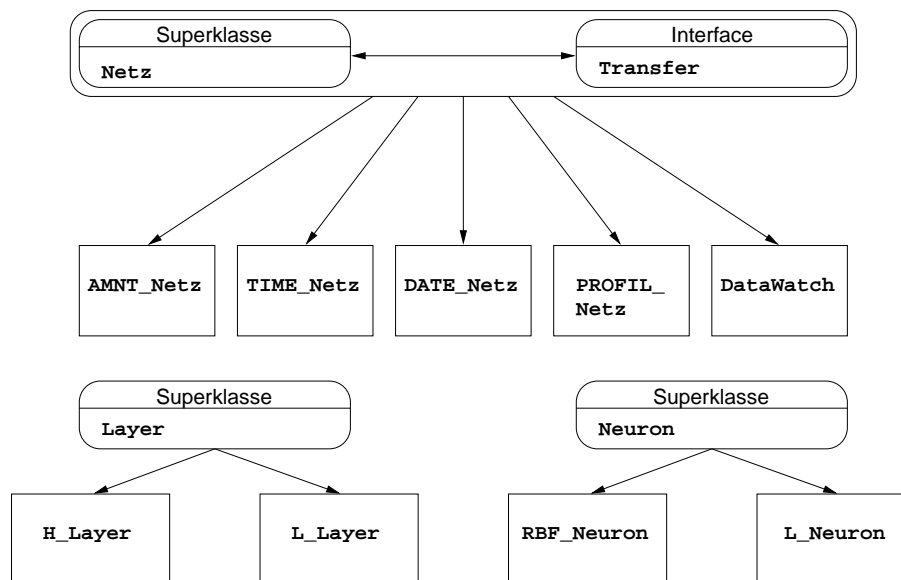 Superklasse
Interface
Netz
Transfer
AMNT_Netz
TIME_Netz
DATE_Netz
PROFIL_
Netz
DataWatch
Superklasse
Superklasse
Layer
Neuron
H_Layer
L_Layer
RBF_Neuron
L_Neuron